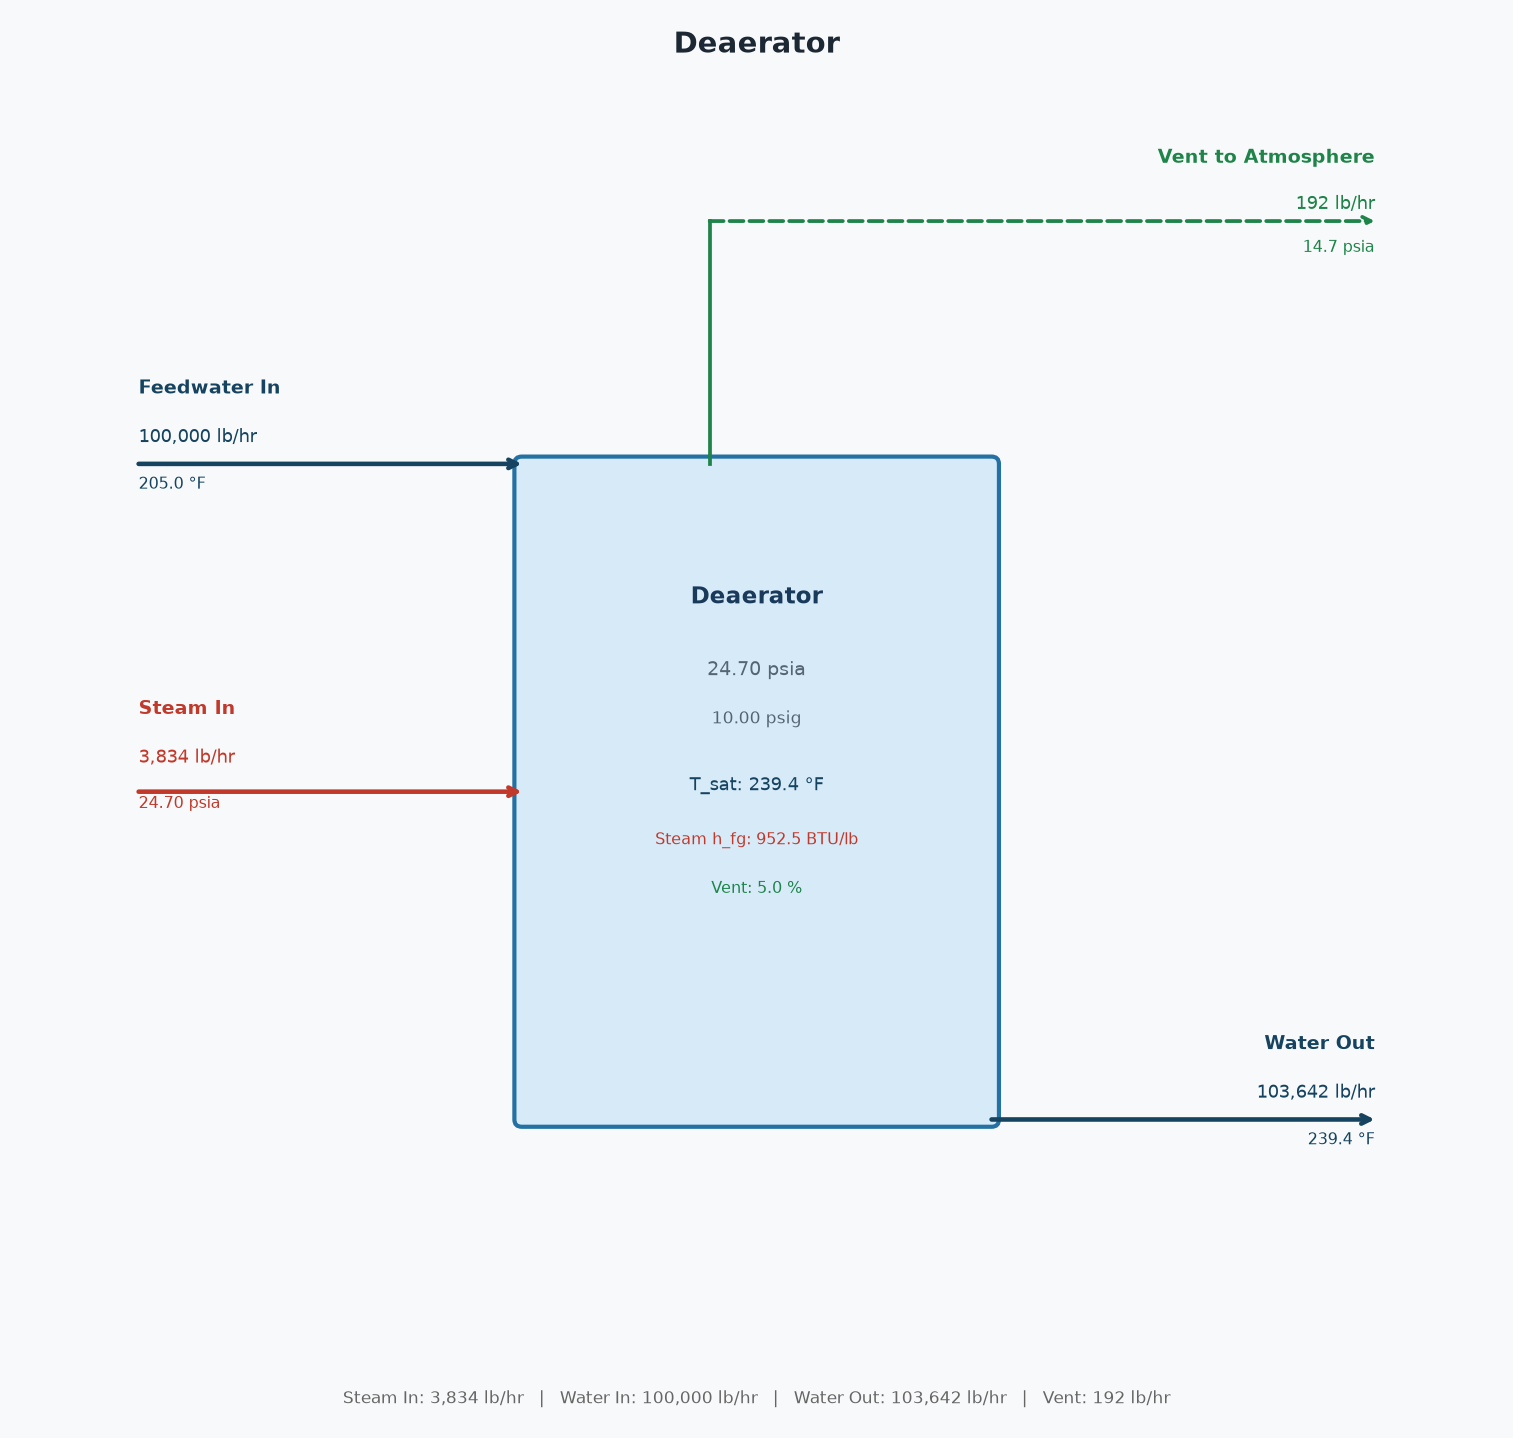 Deaerator
Vent to Atmosphere
192 lb/hr
14.7 psia
Feedwater In
100,000 lb/hr
205.0 °F
Deaerator
24.70 psia
10.00 psig
T_sat: 239.4 °F
Steam h_fg: 952.5 BTU/lb
Vent: 5.0 %
Steam In
3,834 lb/hr
24.70 psia
Water Out
103,642 lb/hr
239.4 °F
Steam In: 3,834 lb/hr | Water In: 100,000 lb/hr | Water Out: 103,642 lb/hr | Vent: 192 lb/hr